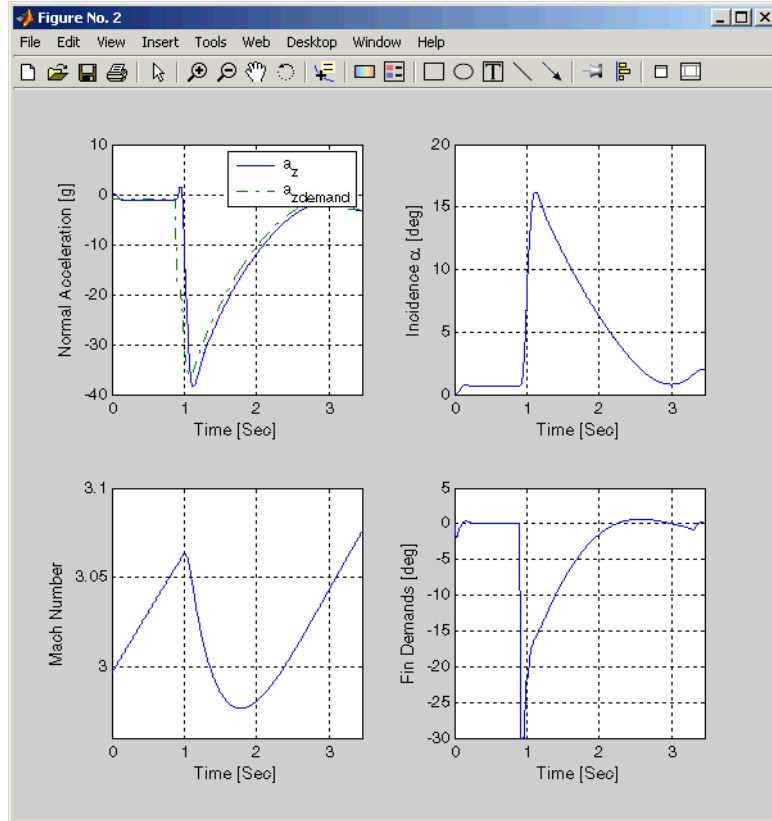 Figure No. 2
File Edit View Insert Tools Web Desktop Window Help
T
10
0
-10
-20
-30
-40
Normal Acceleration [g]
a_z
a_zdemand
0 1 2 3
Time [Sec]
20
15
10
5
0
Incidence α [deg]
0 1 2 3
Time [Sec]
3.1
3.05
3
Mach Number
0 1 2 3
Time [Sec]
5
0
-5
-10
-15
-20
-25
-30
Fin Demands [deg]
0 1 2 3
Time [Sec]